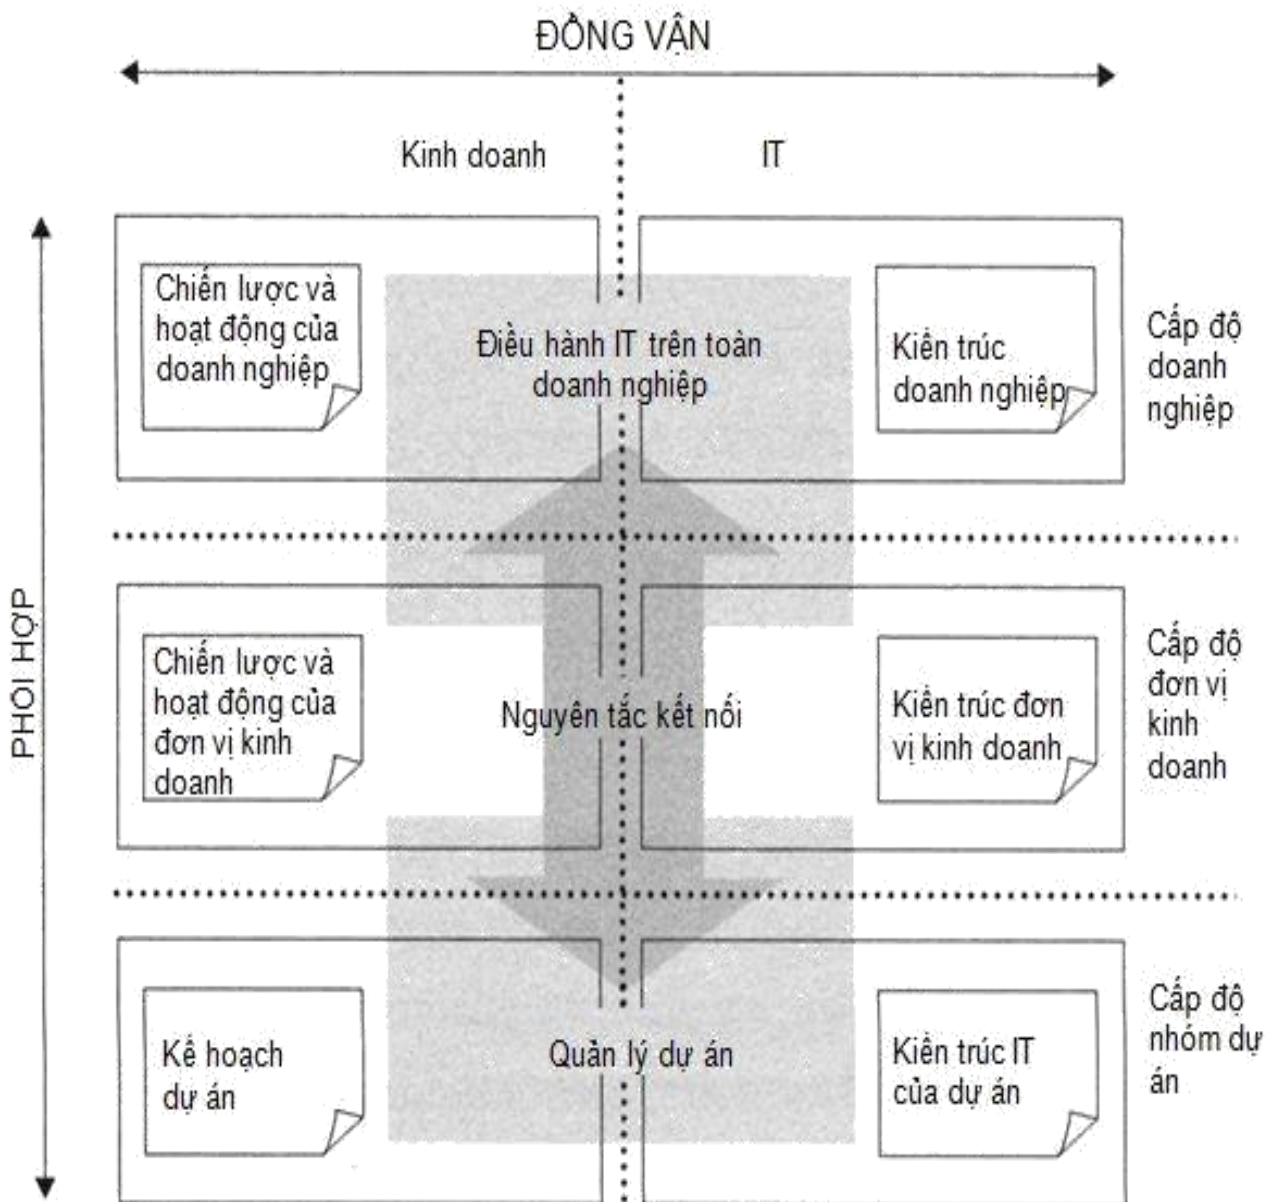 ĐỒNG VẬN
Kinh doanh
IT
Chiến lược và
hoạt động của
doanh nghiệp
Điều hành IT trên toàn
doanh nghiệp
Kiến trúc
doanh nghiệp
Cấp độ
doanh
nghiệp
PHỐI HỢP
Chiến lược và
hoạt động của
đơn vị kinh
doanh
Nguyên tắc kết nối
Kiến trúc đơn
vị kinh doanh
Cấp độ
đơn vị
kinh
doanh
Kế hoạch
dự án
Quản lý dự án
Kiến trúc IT
của dự án
Cấp độ
nhóm dự
án